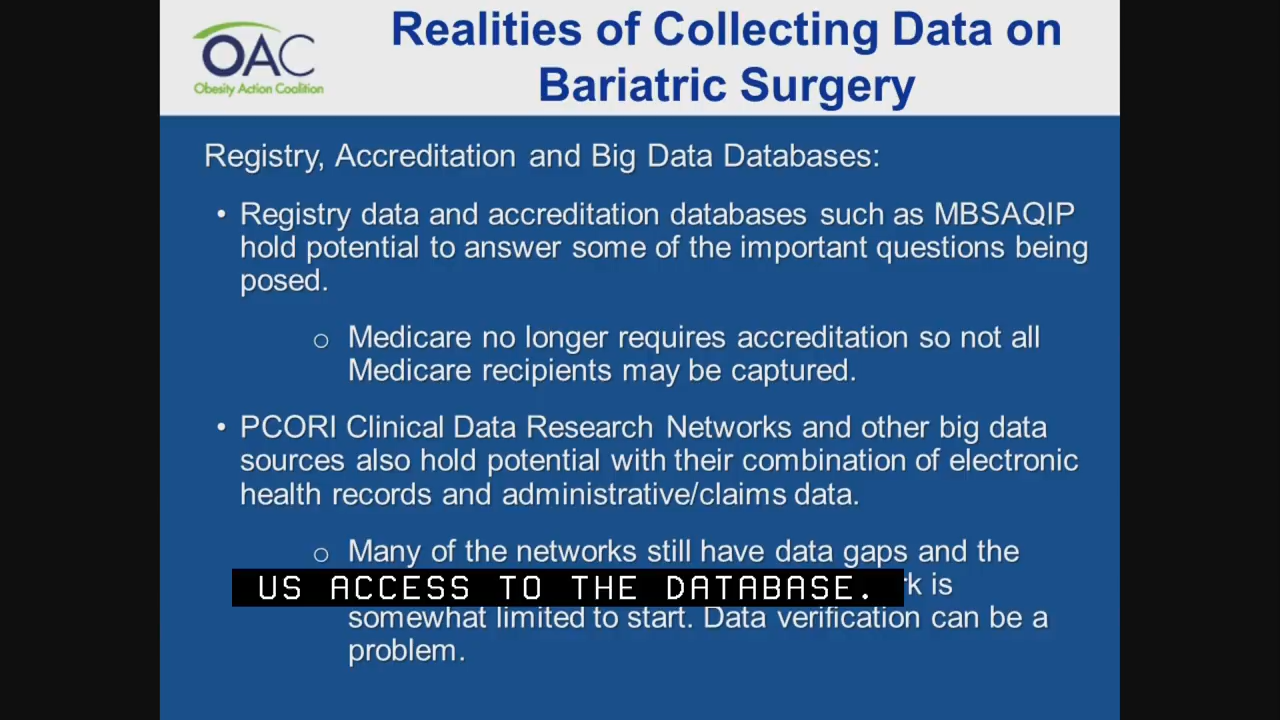 OAC
Obesity Action Coalition
Realities of Collecting Data on
Bariatric Surgery
Registry, Accreditation and Big Data Databases:
• Registry data and accreditation databases such as MBSAQIP
hold potential to answer some of the important questions being
posed.
o Medicare no longer requires accreditation so not all
Medicare recipients may be captured.
• PCORI Clinical Data Research Networks and other big data
sources also hold potential with their combination of electronic
health records and administrative/claims data.
o Many of the networks still have data gaps and the
US ACCESS TO THE DATABASE.
is
somewhat limited to start. Data verification can be a
problem.